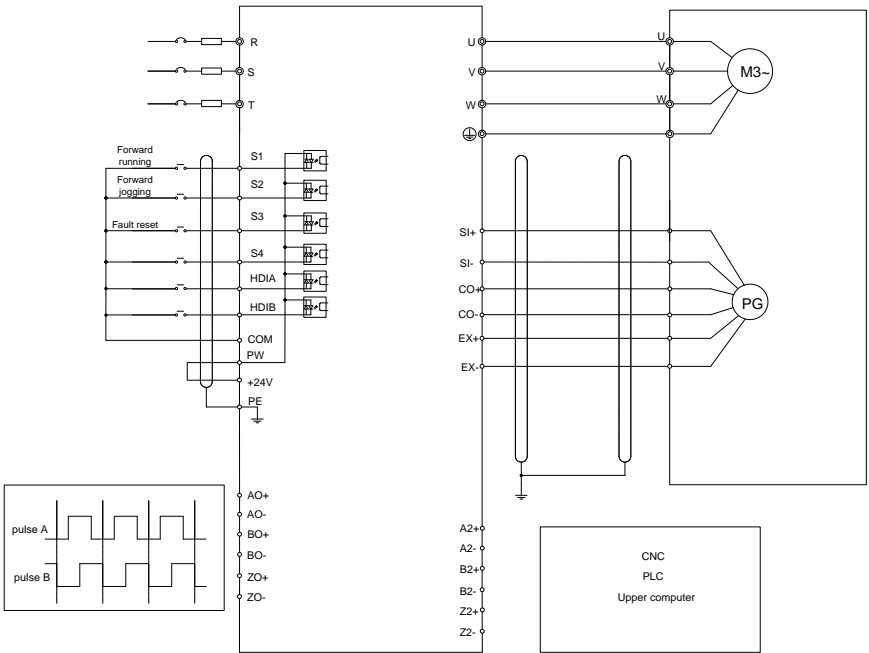 R
S
T
Forward
running
S1
Forward
jogging
S2
Fault reset
S3
S4
HDIA
HDIB
COM
PW
+24V
PE
AO+
AO-
BO+
BO-
ZO+
ZO-
pulse A
pulse B
U
V
W
SI+
SI-
CO+
CO-
EX+
EX-
A2+
A2-
B2+
B2-
Z2+
Z2-
U
V
W
M3~
PG
CNC
PLC
Upper computer